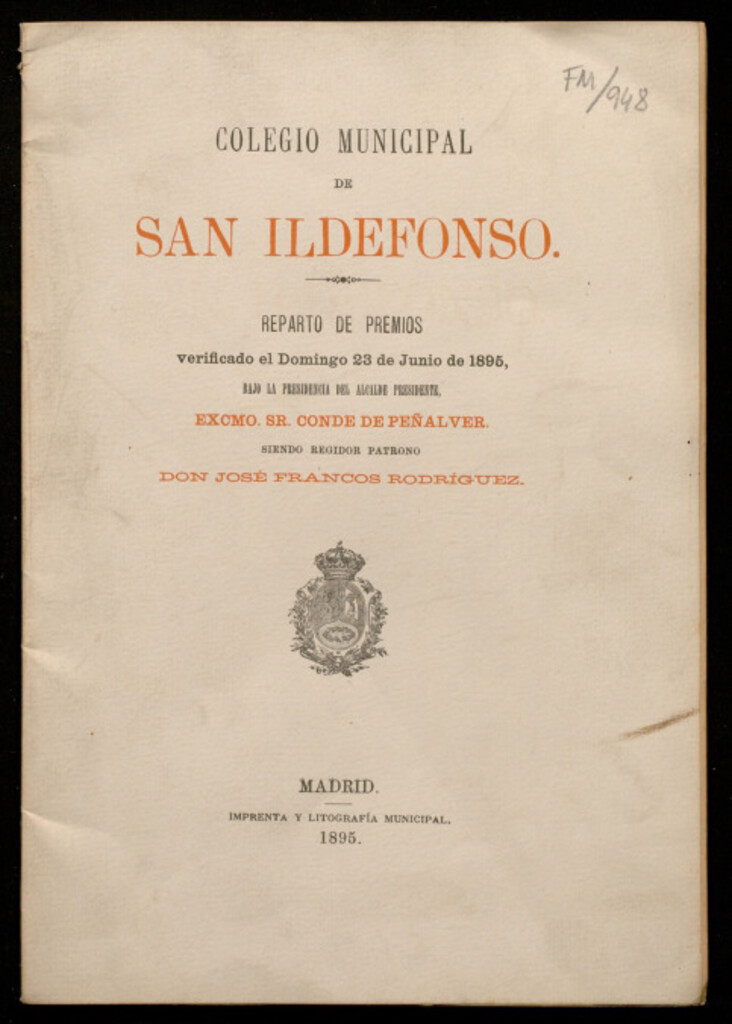 FM/948
COLEGIO MUNICIPAL
DE
SAN ILDEFONSO.
REPARTO DE PREMIOS
verificado el Domingo 23 de Junio de 1895,
BAJO LA PRESIDENCIA DEL ALCALDE PRESIDENTE,
EXCMO. SR. CONDE DE PEÑALVER.
SIENDO REGIDOR PATRONO
DON JOSÉ FRANCOS RODRÍGUEZ.
MADRID.
IMPRENTA Y LITOGRAFÍA MUNICIPAL.
1895.